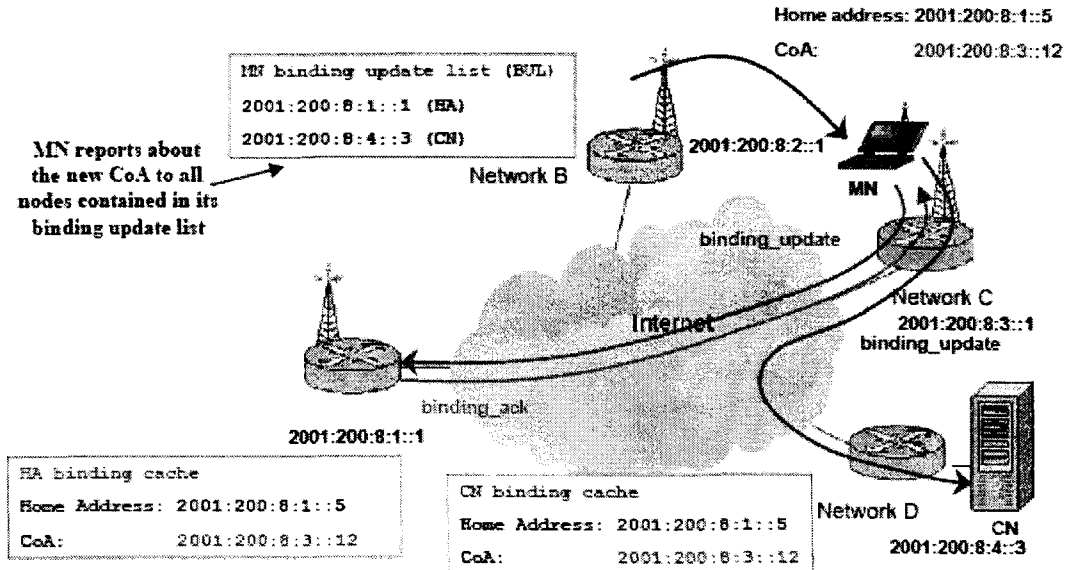 Home address: 2001:200:8:1::5
CoA: 2001:200:8:3::12
MN binding update list (BUL)
2001:200:8:1::1 (HA)
2001:200:8:4::3 (CN)
MN reports about
the new CoA to all
nodes contained in its
binding update list
Network B
2001:200:8:2::1
MN
binding_update
Internet
Network C
2001:200:8:3::1
binding_update
binding_ack
2001:200:8:1::1
HA binding cache
Home Address: 2001:200:8:1::5
CoA: 2001:200:8:3::12
CN binding cache
Home Address: 2001:200:8:1::5
CoA: 2001:200:8:3::12
Network D
CN
2001:200:8:4::3